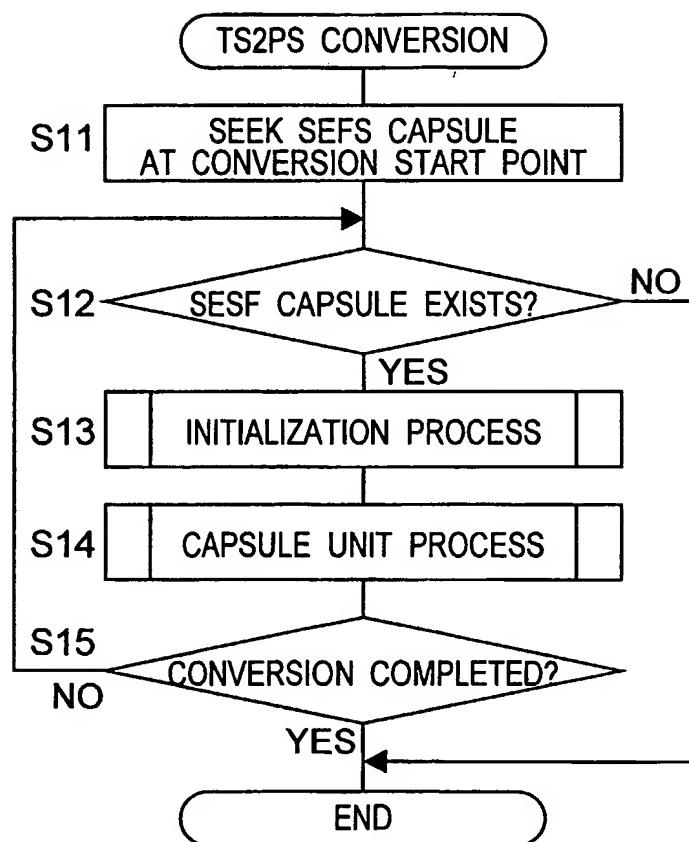 TS2PS CONVERSION
S11
SEEK SEFS CAPSULE
AT CONVERSION START POINT
S12
SESF CAPSULE EXISTS?
NO
YES
S13
INITIALIZATION PROCESS
S14
CAPSULE UNIT PROCESS
S15
CONVERSION COMPLETED?
NO
YES
END